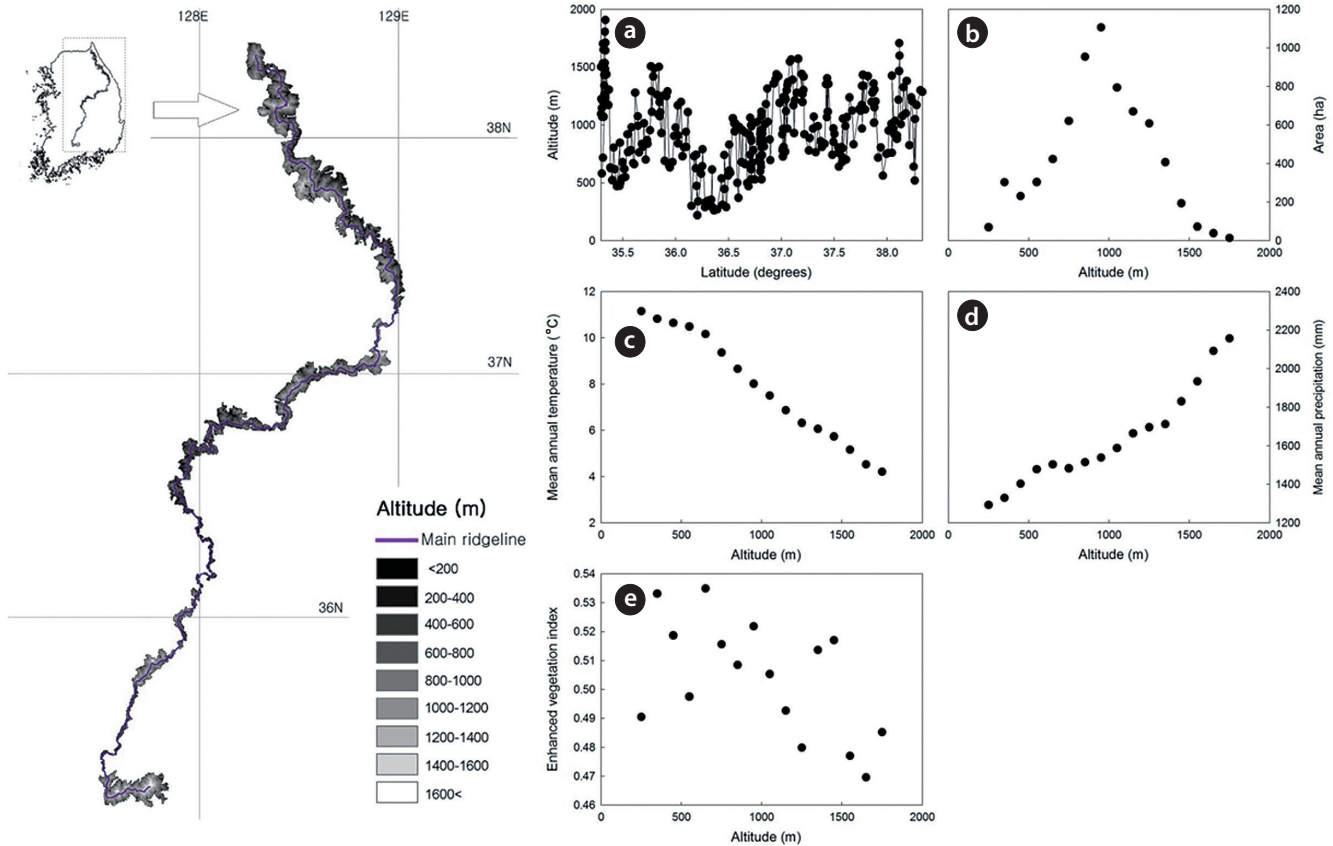 128E
129E
38N
37N
36N
Altitude (m)
Main ridgeline
<200
200-400
400-600
600-800
800-1000
1000-1200
1200-1400
1400-1600
1600<
a
2000
1500
1000
500
0
Altitude (m)
35.5 36.0 36.5 37.0 37.5 38.0
Latitude (degrees)
b
1200
1000
800
600
400
200
0
Area (ha)
0 500 1000 1500 2000
Altitude (m)
c
12
10
8
6
4
2
Mean annual temperature (°C)
0 500 1000 1500 2000
Altitude (m)
d
2400
2200
2000
1800
1600
1400
1200
Mean annual precipitation (mm)
0 500 1000 1500 2000
Altitude (m)
e
0.54
0.53
0.52
0.51
0.50
0.49
0.48
0.47
0.46
Enhanced vegetation index
0 500 1000 1500 2000
Altitude (m)